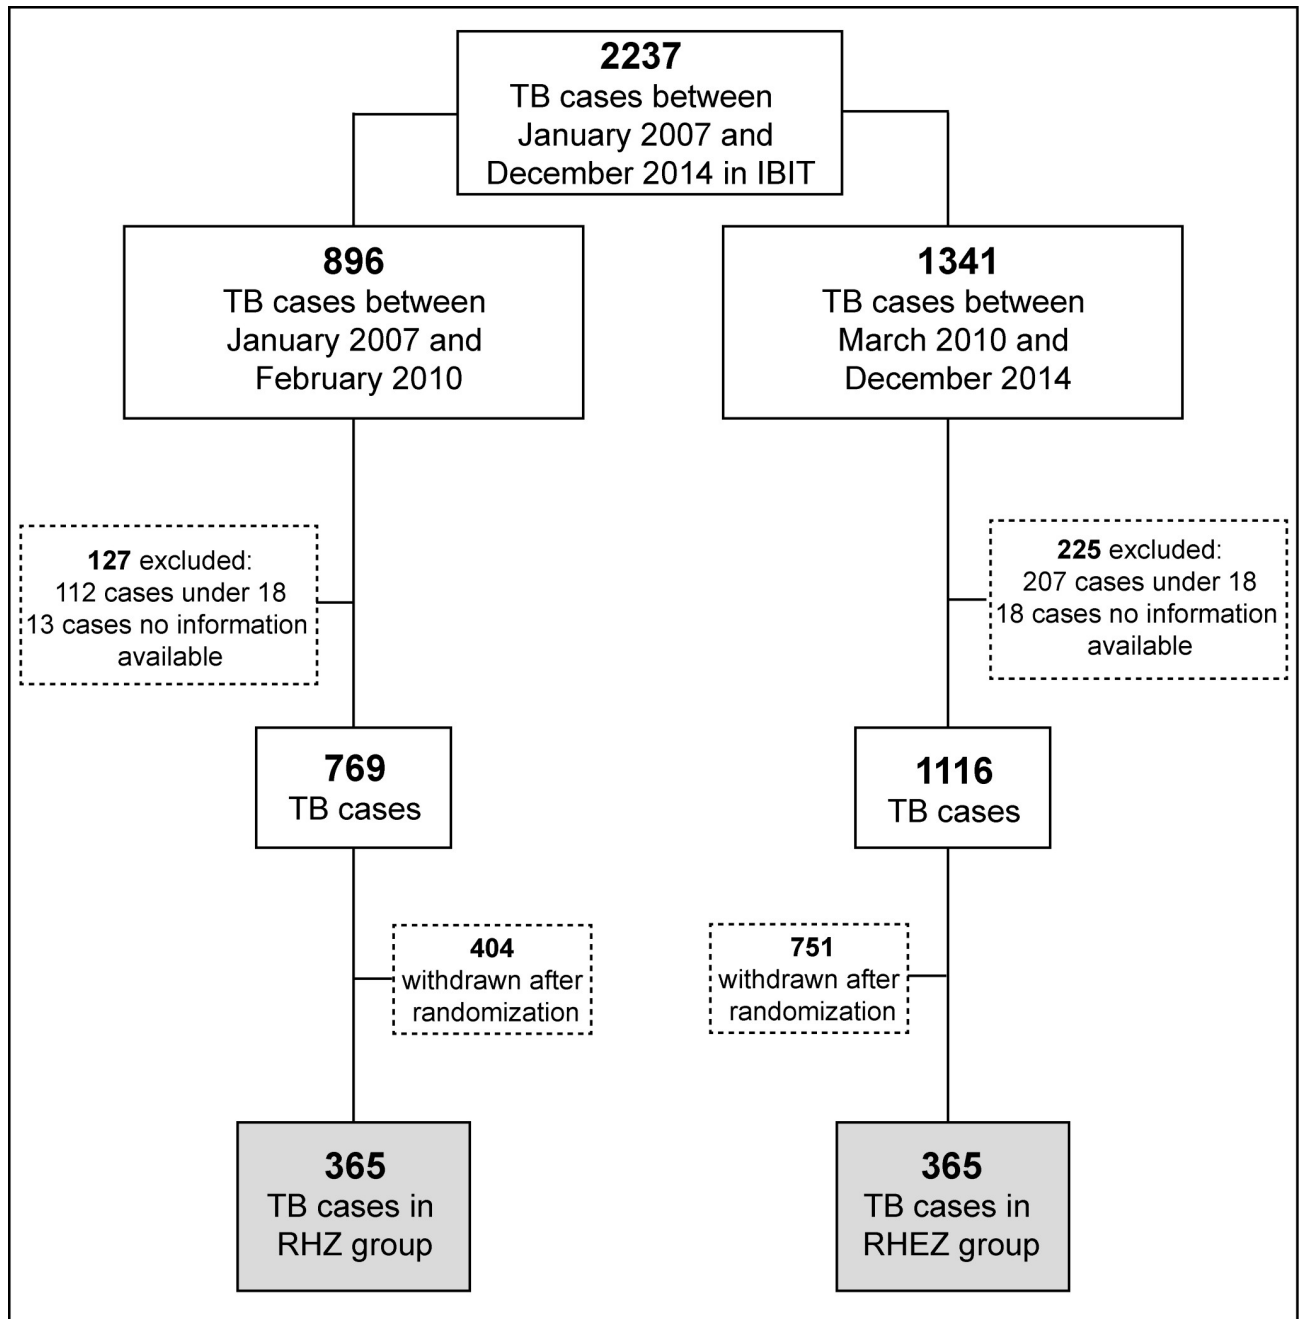 2237
TB cases between
January 2007 and
December 2014 in IBIT
896
TB cases between
January 2007 and
February 2010
1341
TB cases between
March 2010 and
December 2014
127 excluded:
112 cases under 18
13 cases no information
available
225 excluded:
207 cases under 18
18 cases no information
available
769
TB cases
1116
TB cases
404
withdrawn after
randomization
751
withdrawn after
randomization
365
TB cases in
RHZ group
365
TB cases in
RHEZ group